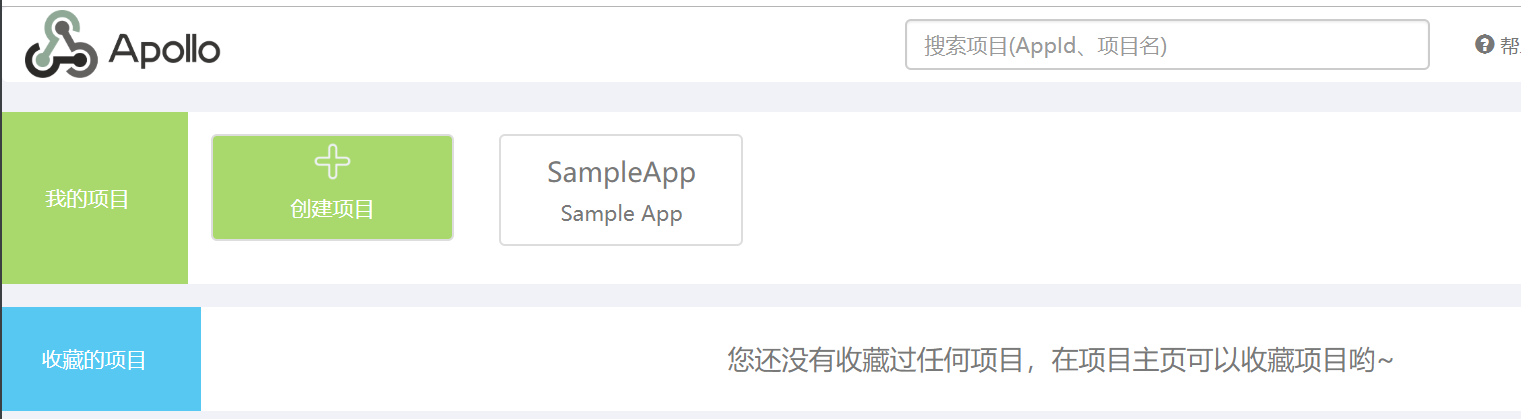 Apollo
搜索项目(AppId、项目名)
帮
我的项目
创建项目
SampleApp
Sample App
收藏的项目
您还没有收藏过任何项目，在项目主页可以收藏项目哟~